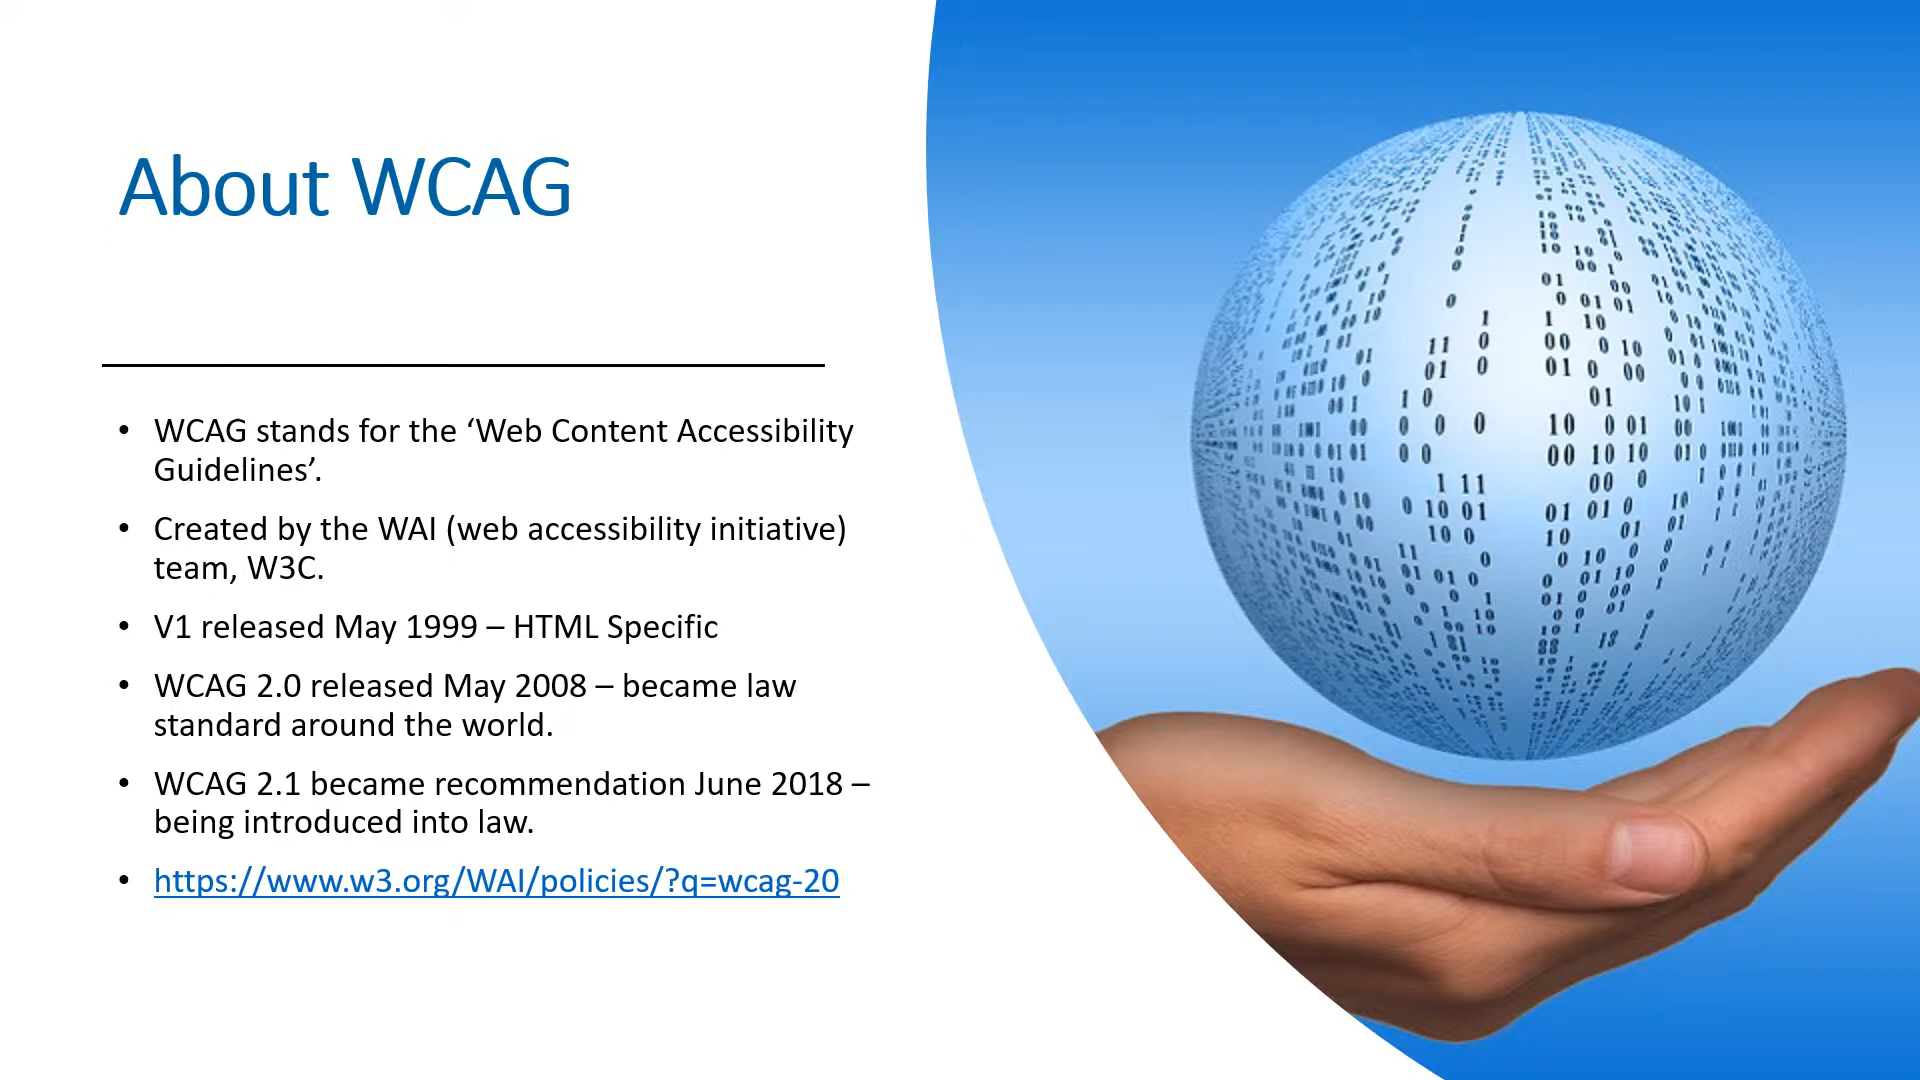 About WCAG
• WCAG stands for the ‘Web Content Accessibility
Guidelines’.
• Created by the WAI (web accessibility initiative)
team, W3C.
• V1 released May 1999 – HTML Specific
• WCAG 2.0 released May 2008 – became law
standard around the world.
• WCAG 2.1 became recommendation June 2018 –
being introduced into law.
• https://www.w3.org/WAI/policies/?q=wcag-20